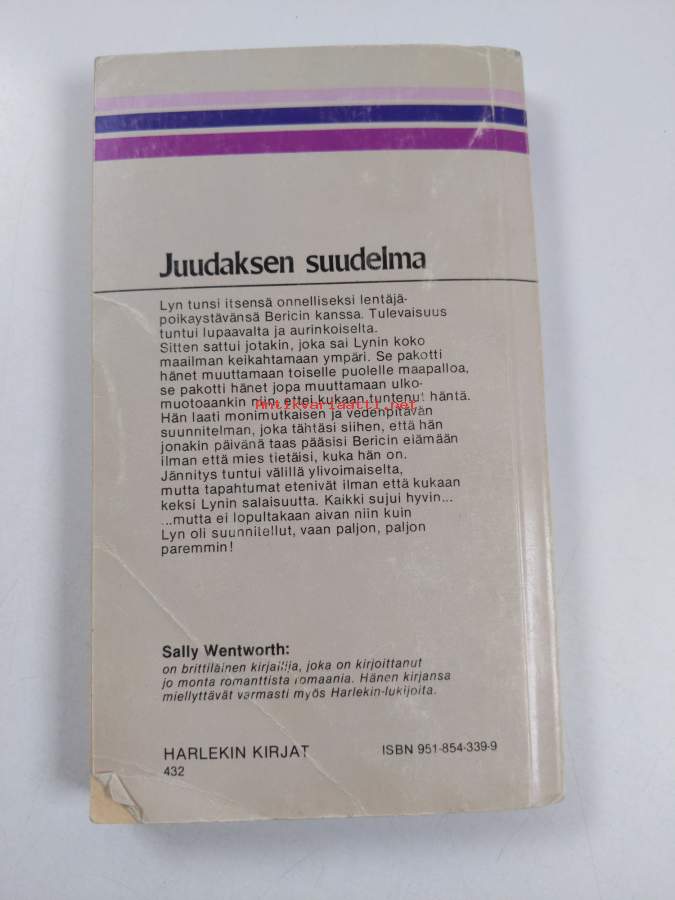 Juudaksen suudelma
Lyn tunsi itsensä onnelliseksi lentäjä-
poikaystävänsä Bericin kanssa. Tulevaisuus
tuntui lupaavalta ja aurinkoiselta.
Sitten sattui jotakin, joka sai Lynin koko
maailman keikahtamaan ympäri. Se pakotti
hänet muuttamaan toiselle puolelle maapalloa,
se pakotti hänet jopa muuttamaan ulko-
muotoaankin niin, ettei kukaan tuntenut häntä.
Antikvariaatti.net
Hän laati monimutkaisen ja vedenpitävän
suunnitelman, joka tähtäsi siihen, että hän
jonakin päivänä taas pääsisi Bericin elämään
ilman että mies tietäisi, kuka hän on.
Jännitys tuntui välillä ylivoimaiselta,
mutta tapahtumat etenivät ilman että kukaan
keksi Lynin salaisuutta. Kaikki sujui hyvin...
...mutta ei lopultakaan aivan niin kuin
Lyn oli suunnitellut, vaan paljon, paljon
paremmin!
Sally Wentworth:
on brittiläinen kirjailija, joka on kirjoittanut
jo monta romanttista romaania. Hänen kirjansa
miellyttävät varmasti myös Harlekin-lukijoita.
HARLEKIN KIRJAT ISBN 951-854-339-9
432